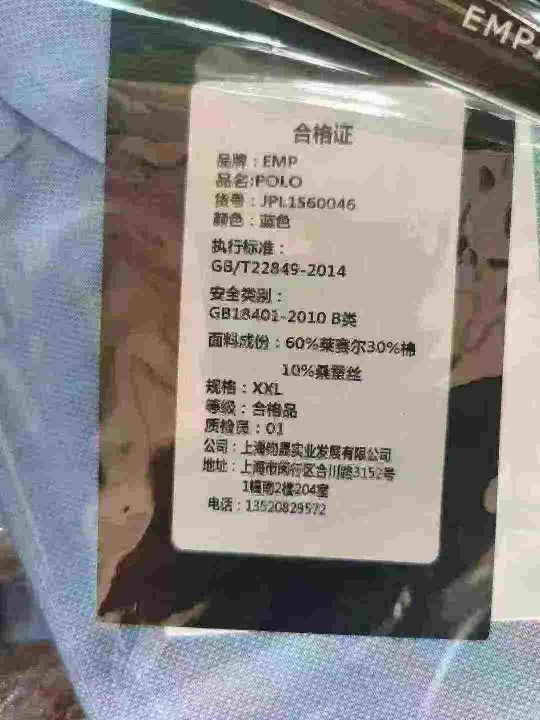 EMP
合格证
品牌：EMP
品名:POLO
货号：JPL1560046
颜色：蓝色
执行标准：
GB/T22849-2014
安全类别：
GB18401-2010 B类
面料成份：60%莱赛尔30%棉
10%桑蚕丝
规格：XXL
等级：合格品
质检员：01
公司：上海钧晟实业发展有限公司
地址：上海市闵行区合川路3152号
1幢南2楼204室
电话：13520829572